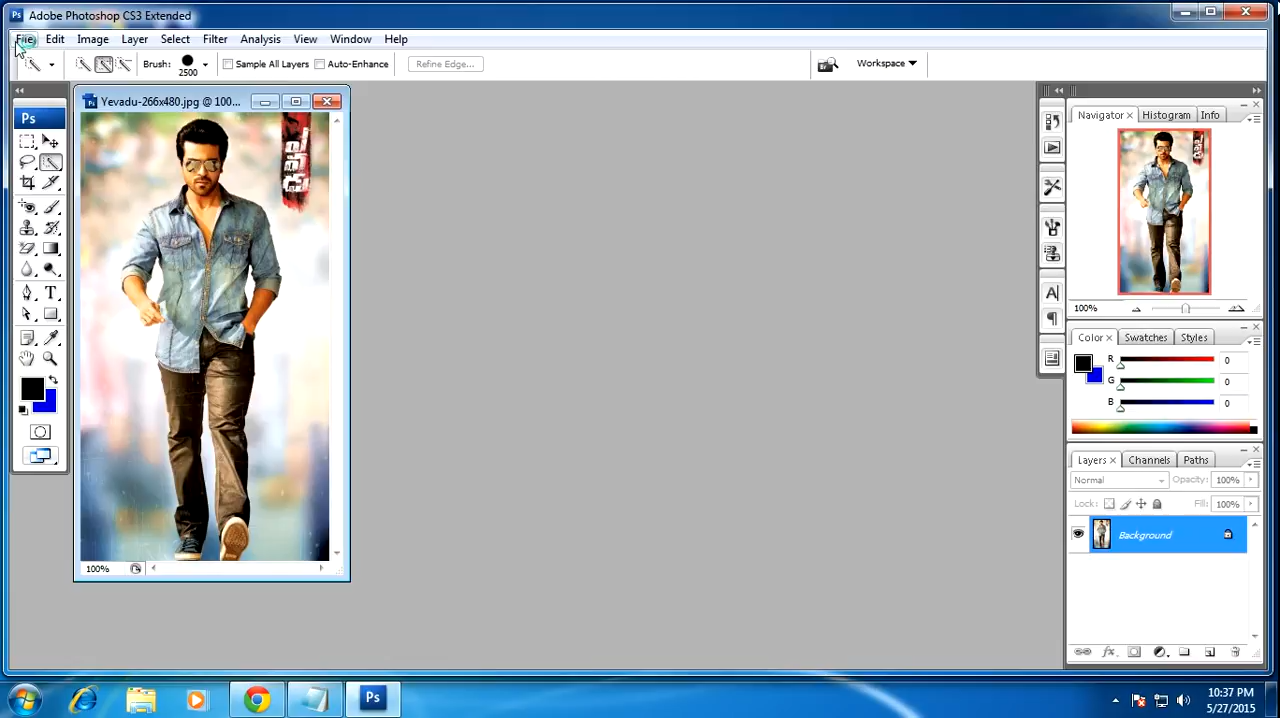 Adobe Photoshop CS3 Extended
File Edit Image Layer Select Filter Analysis View Window Help
Brush: 2500 Sample All Layers Auto-Enhance Refine Edge... Workspace
Ps
Yevadu-266x480.jpg @ 100...
ఎవడు
100%
Navigator Histogram Info
100%
Color Swatches Styles
R 0
G 0
B 0
Layers Channels Paths
Normal Opacity: 100%
Lock: Fill: 100%
Background
Ps
10:37 PM
5/27/2015